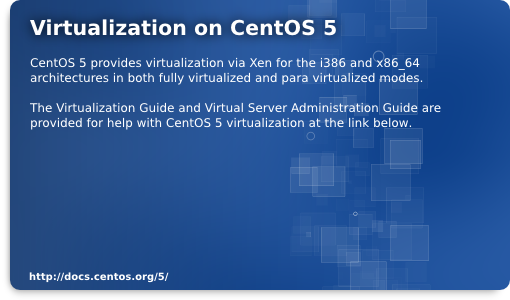 Virtualization on CentOS 5
CentOS 5 provides virtualization via Xen for the i386 and x86_64
architectures in both fully virtualized and para virtualized modes.
The Virtualization Guide and Virtual Server Administration Guide are
provided for help with CentOS 5 virtualization at the link below.
http://docs.centos.org/5/